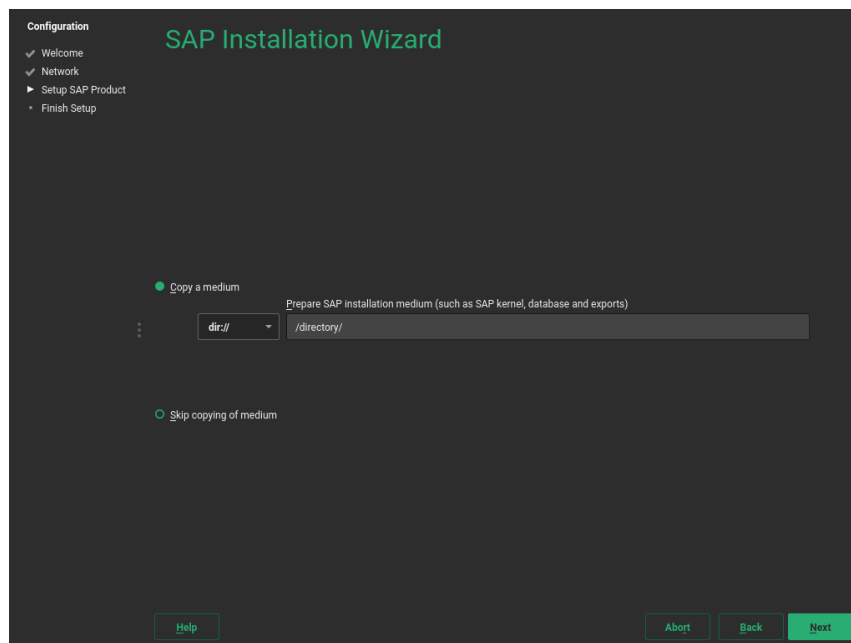 Configuration
Welcome
Network
Setup SAP Product
Finish Setup
SAP Installation Wizard
Copy a medium
Prepare SAP installation medium (such as SAP kernel, database and exports)
dir:// /directory/
Skip copying of medium
Help Abort Back Next